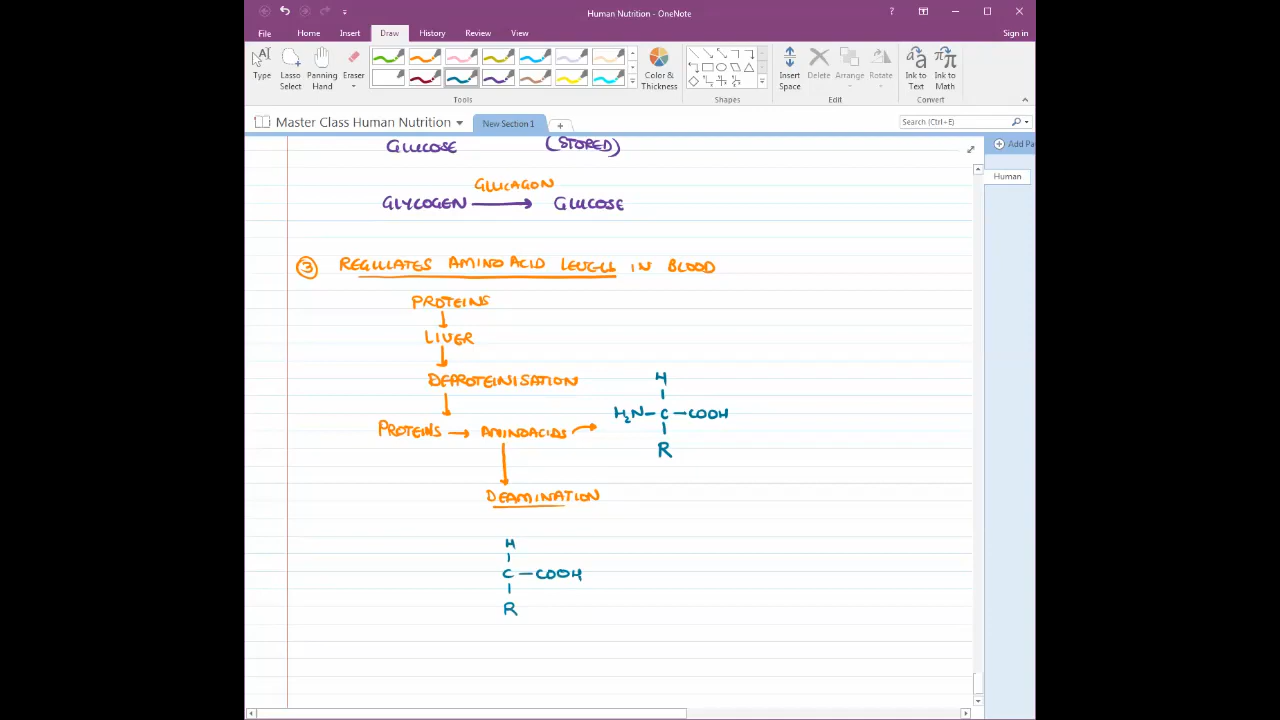 Human Nutrition - OneNote
?
File Home Insert Draw History Review View
Sign in
Type
Lasso Select
Panning Hand
Eraser
Color & Thickness
Insert Space
Delete
Arrange
Rotate
Ink to Text
Ink to Math
Tools
Shapes
Edit
Convert
Master Class Human Nutrition
New Section 1
Search (Ctrl+E)
Add Pa
Human
GLUCOSE (STORED)
GLUCAGON
GLYCOGEN → GLUCOSE
③ REGULATES AMINO ACID LEVELS IN BLOOD
PROTEINS
↓
LIVER
↓
DEPROTEINISATION
↓
PROTEINS → AMINOACIDS →
H
H₂N - C - COOH
R
↓
DEAMINATION
H
C - COOH
R